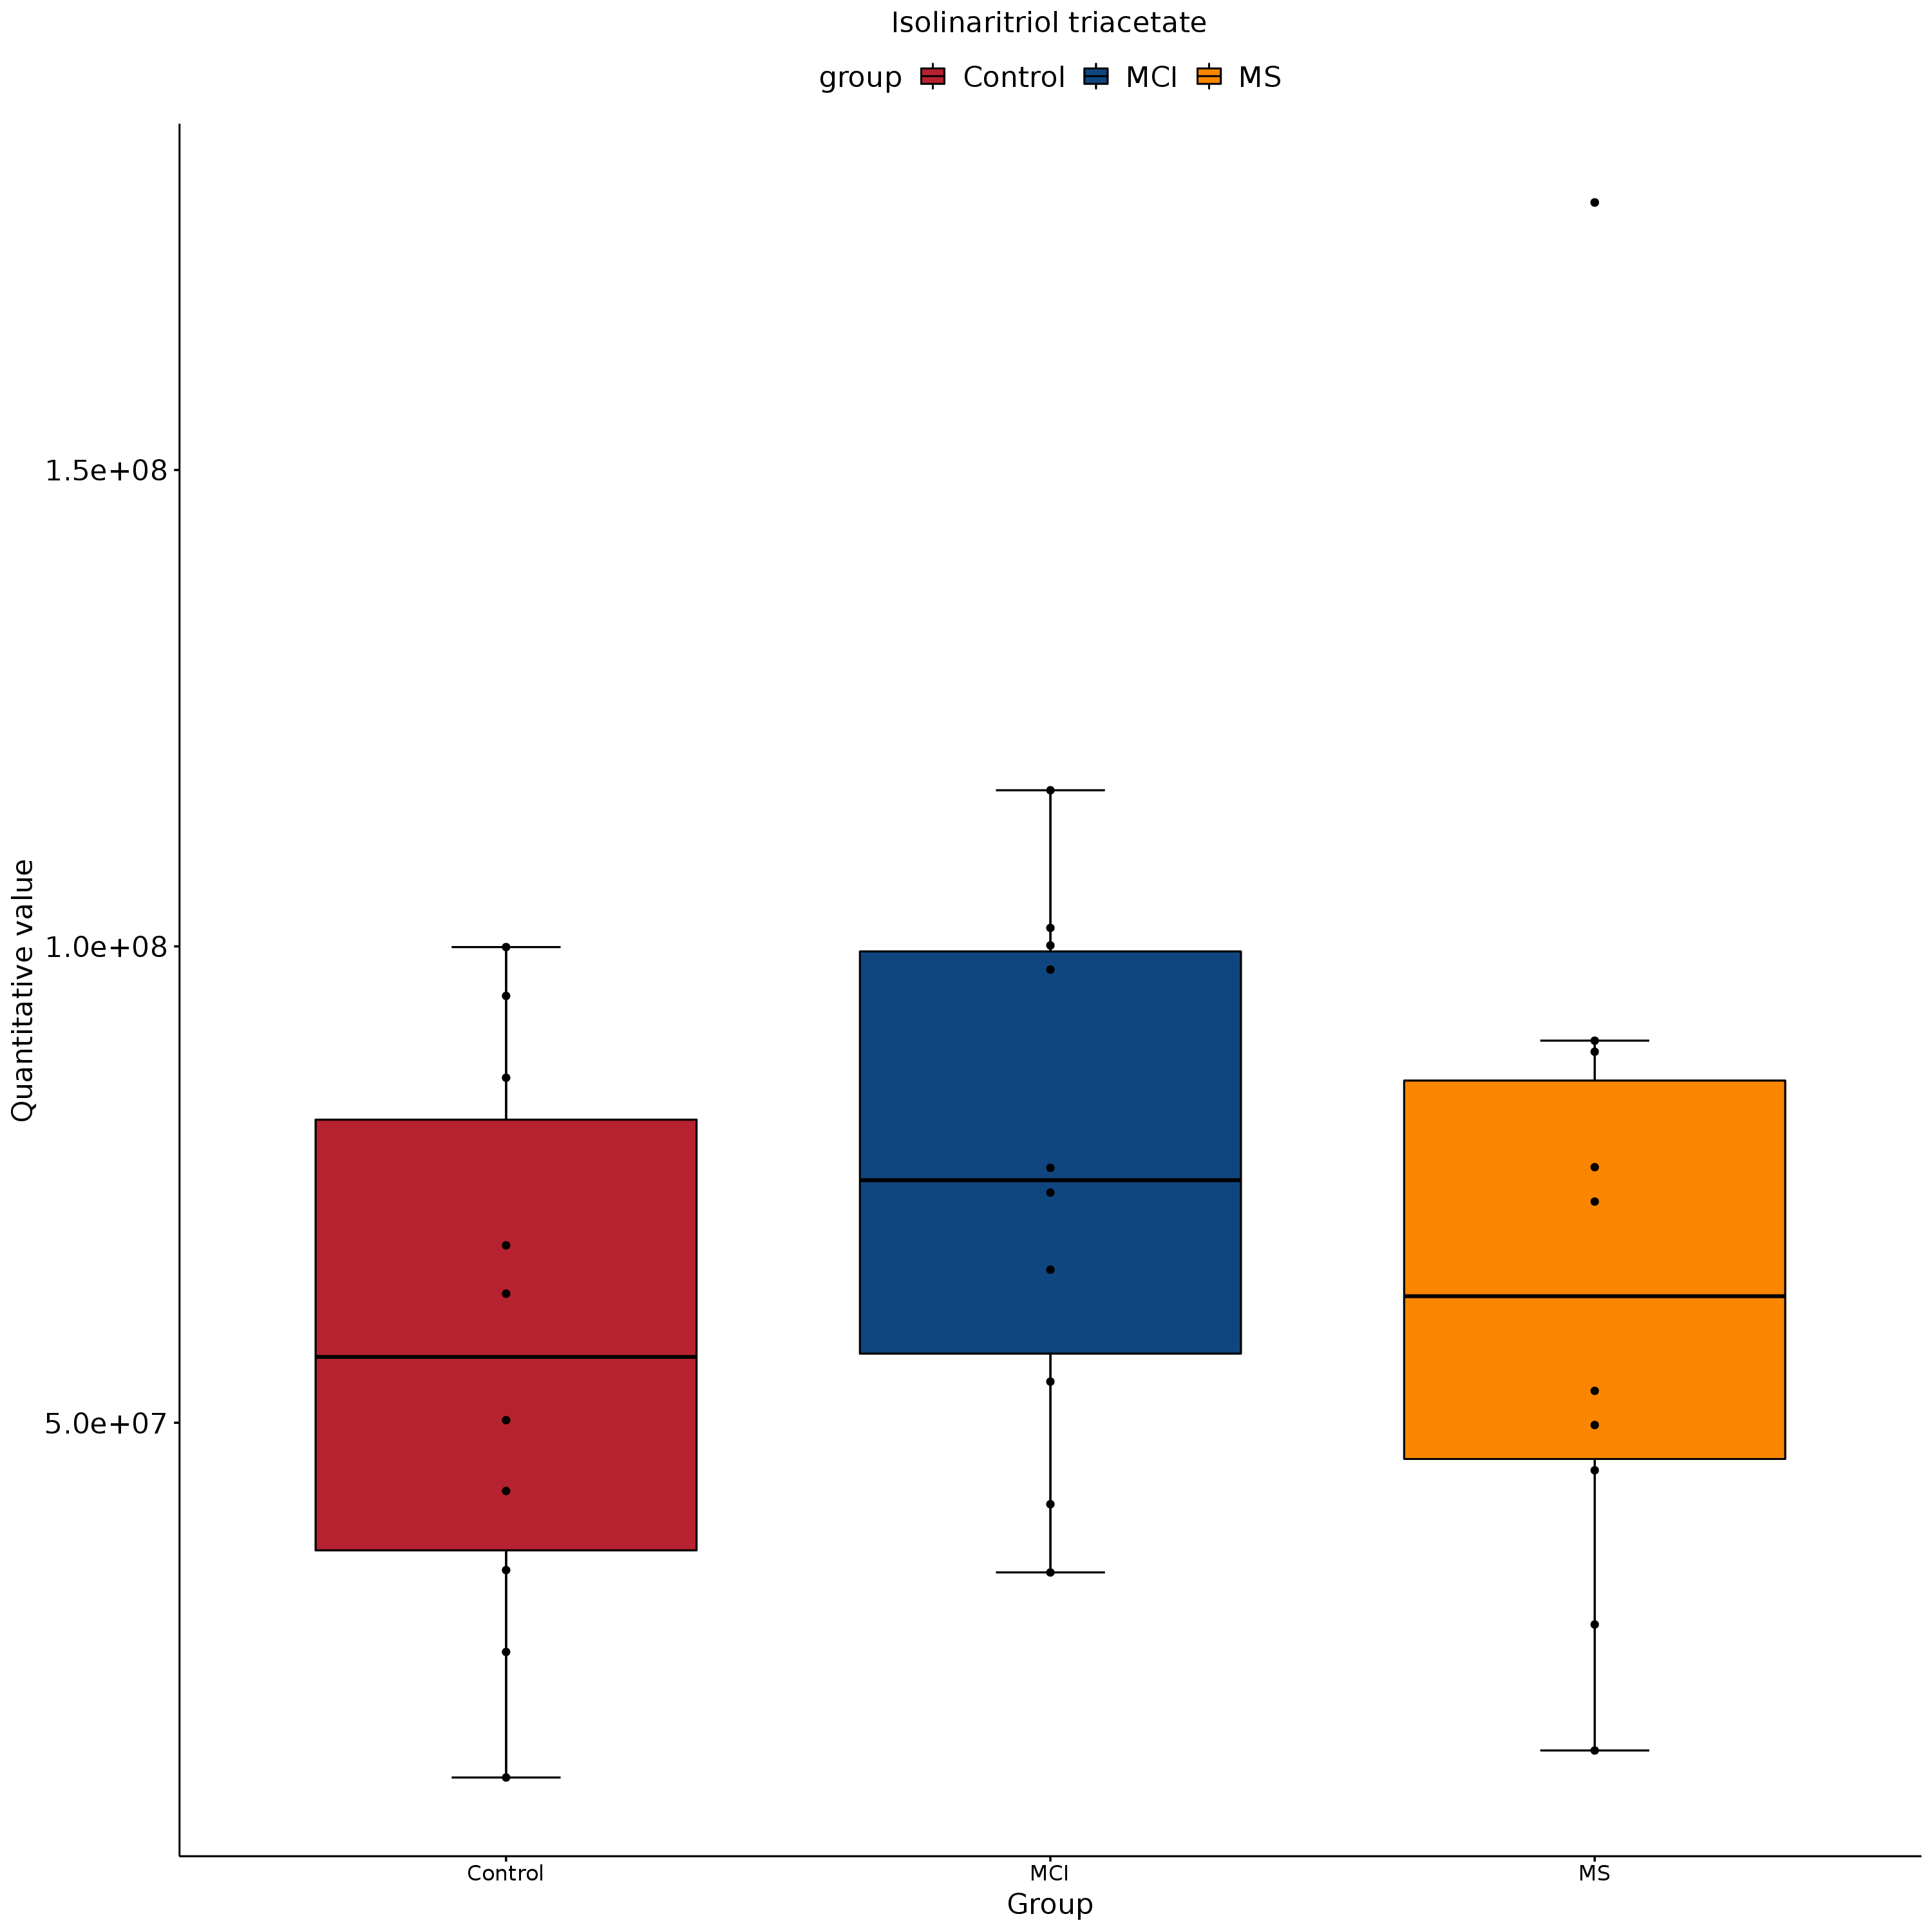 Isolinaritriol triacetate
group Control MCI MS
1.5e+08
1.0e+08
5.0e+07
Quantitative value
Control MCI MS
Group